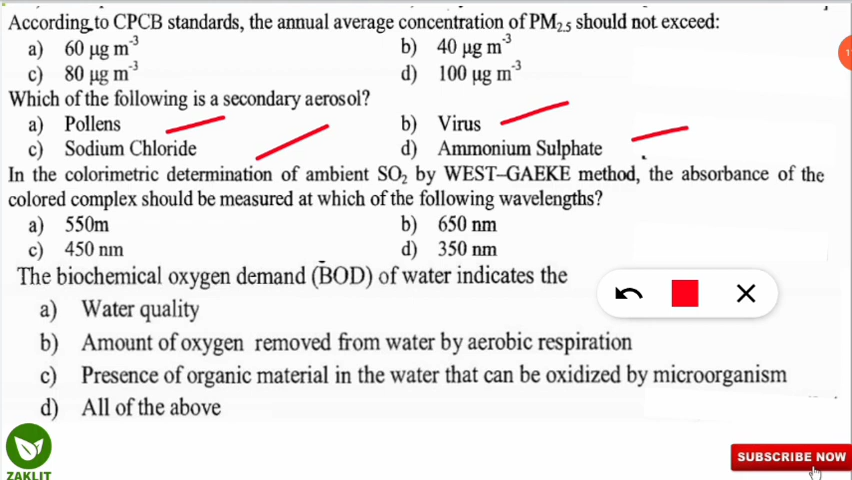 According to CPCB standards, the annual average concentration of PM2.5 should not exceed:
a) 60 μg m-3 b) 40 μg m-3
c) 80 μg m-3 d) 100 μg m-3
Which of the following is a secondary aerosol?
a) Pollens b) Virus
c) Sodium Chloride d) Ammonium Sulphate
In the colorimetric determination of ambient SO2 by WEST–GAEKE method, the absorbance of the
colored complex should be measured at which of the following wavelengths?
a) 550m b) 650 nm
c) 450 nm d) 350 nm
The biochemical oxygen demand (BOD) of water indicates the
a) Water quality
b) Amount of oxygen removed from water by aerobic respiration
c) Presence of organic material in the water that can be oxidized by microorganism
d) All of the above
ZAKLIT
SUBSCRIBE NOW